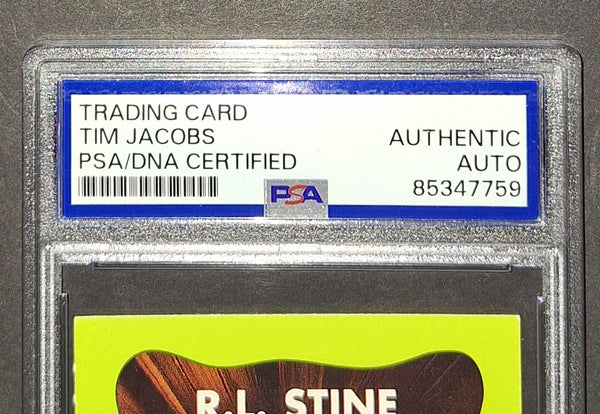 TRADING CARD
TIM JACOBS
PSA/DNA CERTIFIED
AUTHENTIC
AUTO
85347759
PSA
R.L. STINE